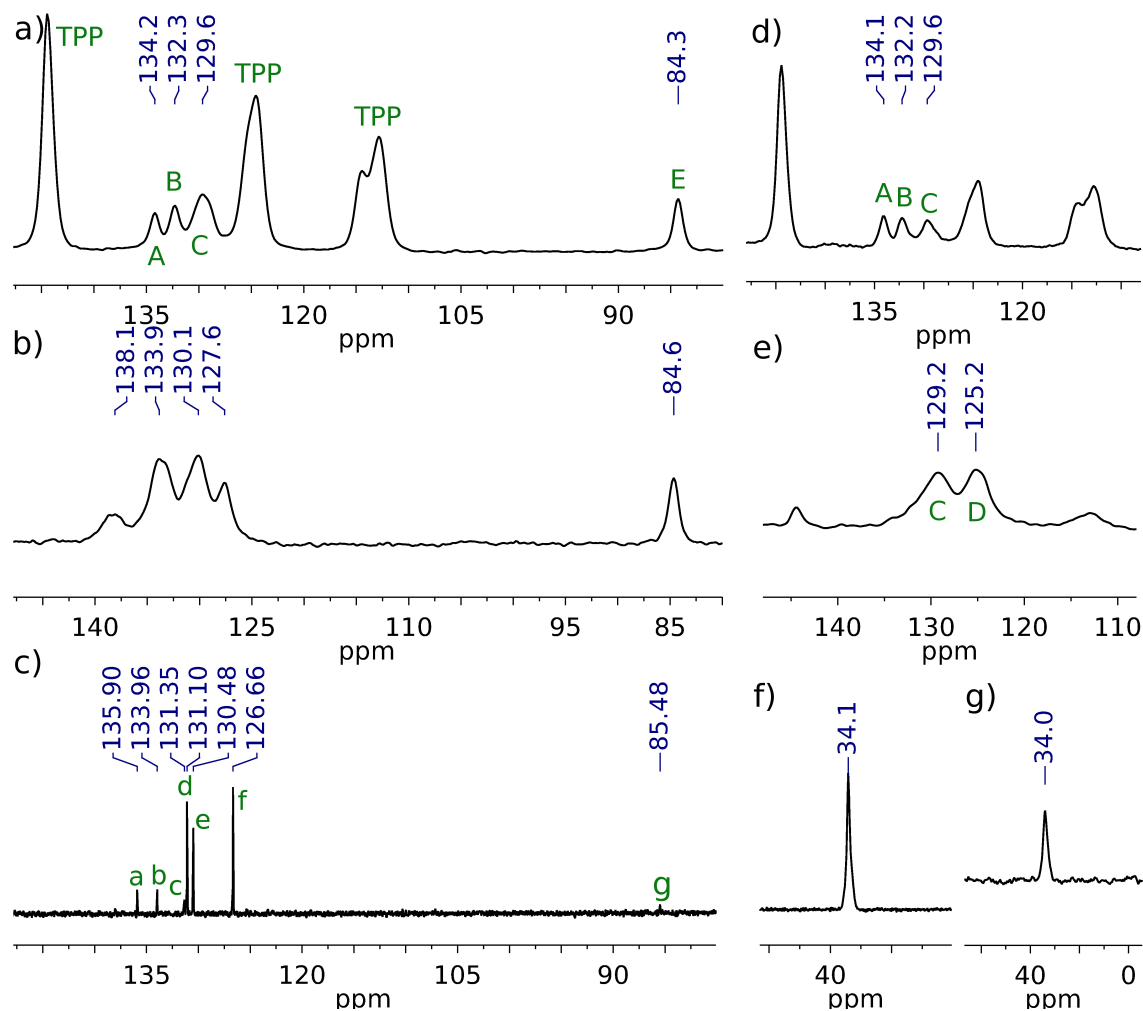 a)
TPP
134.2
132.3
129.6
TPP
TPP
84.3
A
B
C
E
135
120
105
90
ppm
d)
134.1
132.2
129.6
A
B
C
135
120
ppm
b)
138.1
133.9
130.1
127.6
84.6
140
125
110
95
85
ppm
e)
129.2
125.2
C
D
140
130
120
110
ppm
c)
135.90
133.96
131.35
131.10
130.48
126.66
85.48
a
b
c
d
e
f
g
135
120
105
90
ppm
f)
34.1
40
ppm
g)
34.0
40
0
ppm